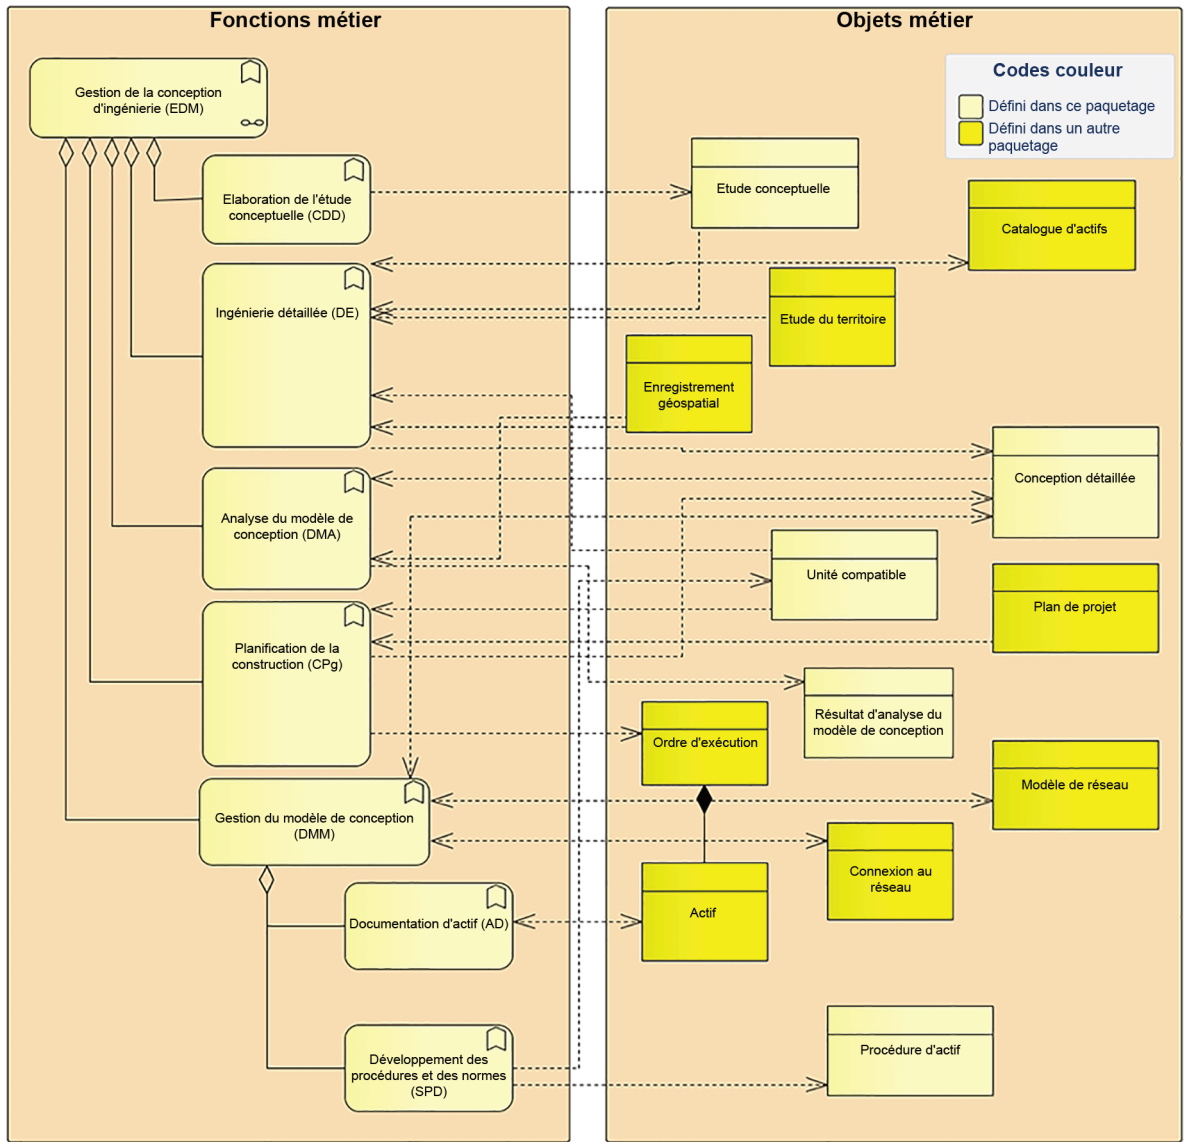 Fonctions métier
Gestion de la conception
d'ingénierie (EDM)
Elaboration de l'étude
conceptuelle (CDD)
Ingénierie détaillée (DE)
Analyse du modèle de
conception (DMA)
Planification de la
construction (CPg)
Gestion du modèle de conception
(DMM)
Documentation d'actif (AD)
Développement des
procédures et des normes
(SPD)
Objets métier
Codes couleur
Défini dans ce paquetage
Défini dans un autre
paquetage
Etude conceptuelle
Catalogue d'actifs
Etude du territoire
Enregistrement
géospatial
Conception détaillée
Unité compatible
Plan de projet
Résultat d'analyse du
modèle de conception
Ordre d'exécution
Modèle de réseau
Connexion au
réseau
Actif
Procédure d'actif